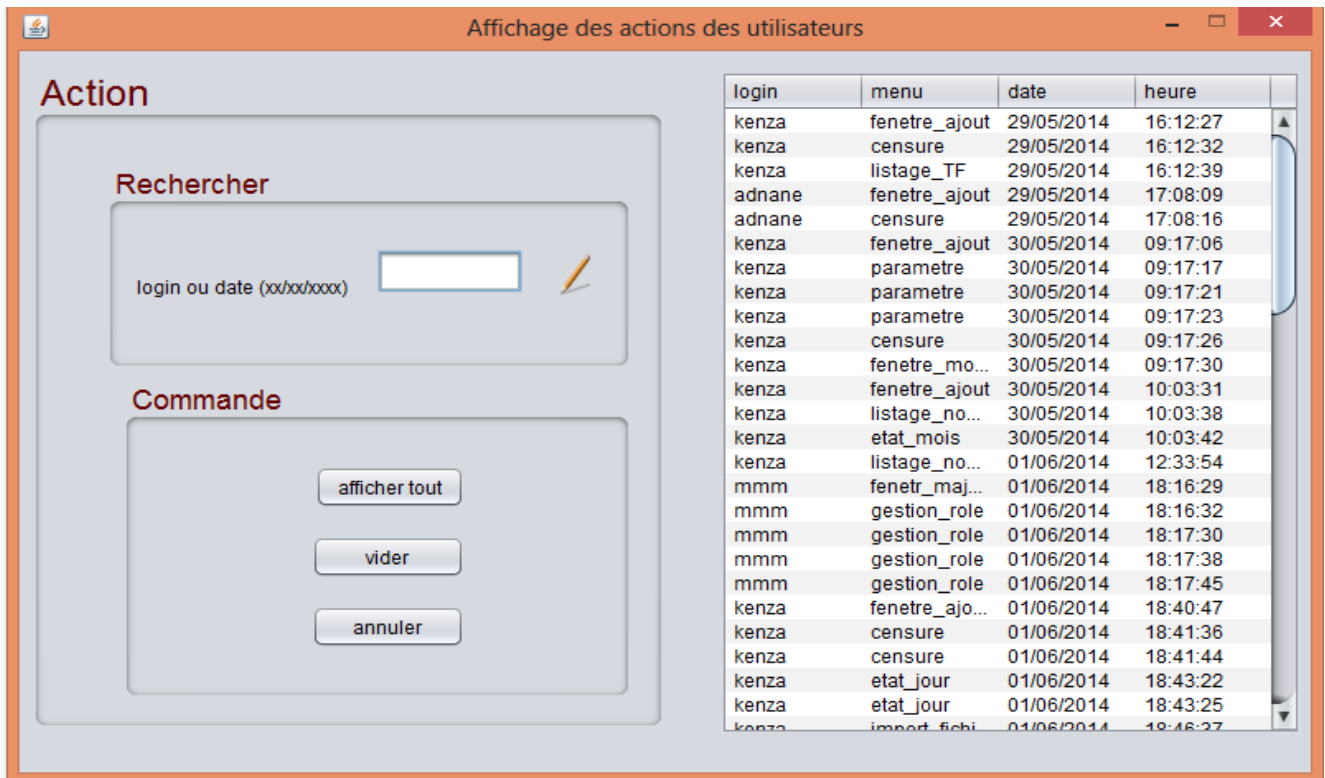 Affichage des actions des utilisateurs
Action
Rechercher
login ou date (xx/xx/xxxx)
Commande
afficher tout
vider
annuler
login menu date heure
kenza fenetre_ajout 29/05/2014 16:12:27
kenza censure 29/05/2014 16:12:32
kenza listage_TF 29/05/2014 16:12:39
adnane fenetre_ajout 29/05/2014 17:08:09
adnane censure 29/05/2014 17:08:16
kenza fenetre_ajout 30/05/2014 09:17:06
kenza parametre 30/05/2014 09:17:17
kenza parametre 30/05/2014 09:17:21
kenza parametre 30/05/2014 09:17:23
kenza censure 30/05/2014 09:17:26
kenza fenetre_mo... 30/05/2014 09:17:30
kenza fenetre_ajout 30/05/2014 10:03:31
kenza listage_no... 30/05/2014 10:03:38
kenza etat_mois 30/05/2014 10:03:42
kenza listage_no... 01/06/2014 12:33:54
mmm fenetr_maj... 01/06/2014 18:16:29
mmm gestion_role 01/06/2014 18:16:32
mmm gestion_role 01/06/2014 18:17:30
mmm gestion_role 01/06/2014 18:17:38
mmm gestion_role 01/06/2014 18:17:45
kenza fenetre_ajo... 01/06/2014 18:40:47
kenza censure 01/06/2014 18:41:36
kenza censure 01/06/2014 18:41:44
kenza etat_jour 01/06/2014 18:43:22
kenza etat_jour 01/06/2014 18:43:25
kenza import_fichi... 01/06/2014 18:46:37